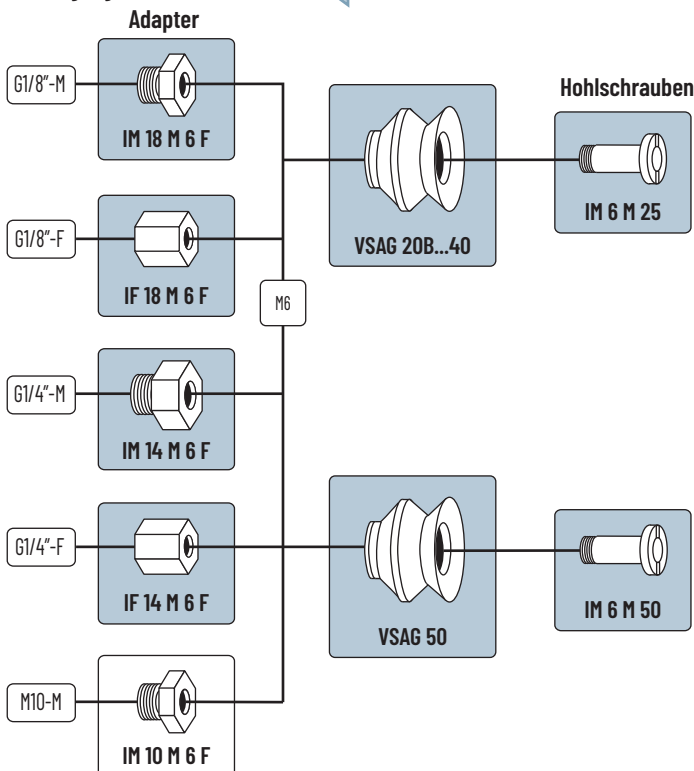 Adapter
G1/8"-M
IM 18 M 6 F
Hohlschrauben
VSAG 20B...40
IM 6 M 25
G1/8"-F
IF 18 M 6 F
M6
G1/4"-M
IM 14 M 6 F
G1/4"-F
IF 14 M 6 F
VSAG 50
IM 6 M 50
M10-M
IM 10 M 6 F